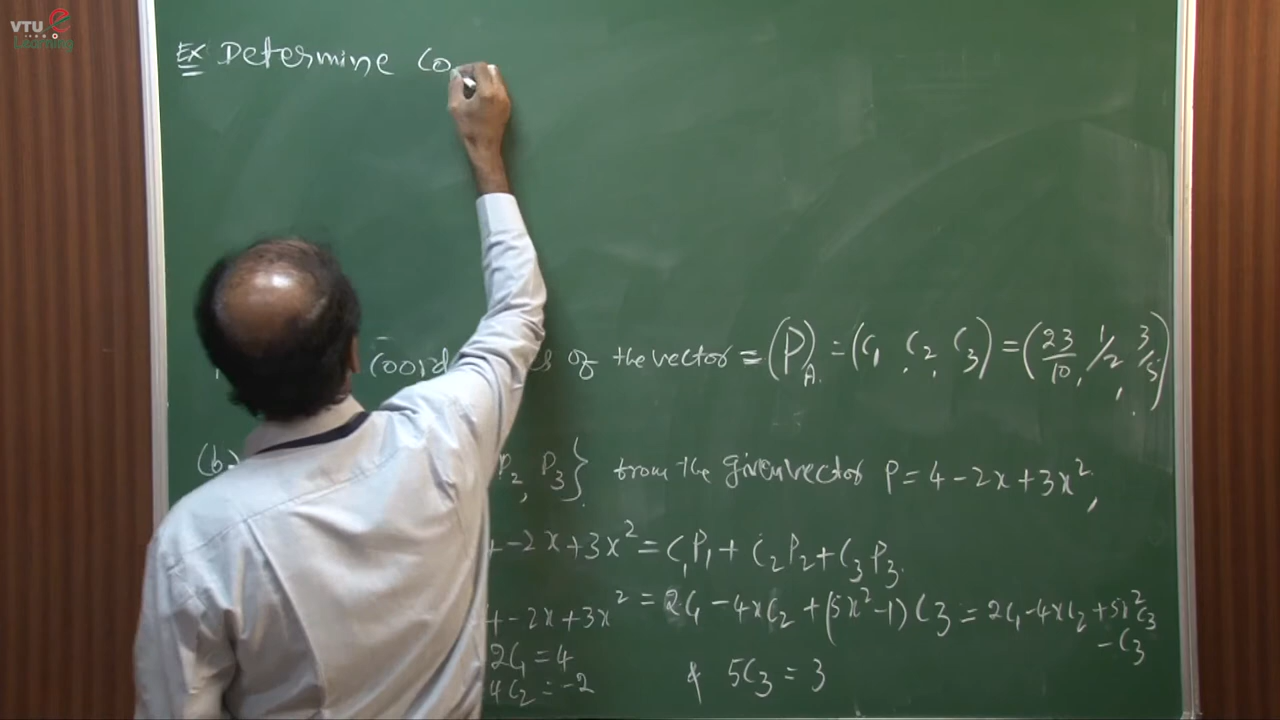 VTU e
Learning
Ex Determine Co
Coord s of the vector = (P)_A = (C₁, C₂, C₃) = (23/10, 1/2, 3/5)
(b) P₂, P₃} from the given vector P = 4 - 2x + 3x²,
- 2x + 3x² = C₁P₁ + C₂P₂ + C₃P₃.
4 - 2x + 3x² = 2C₁ - 4xC₂ + (5x² - 1) C₃ = 2C₁ - 4xC₂ + 5x²C₃
- C₃
2C₁ = 4
4C₂ = -2 & 5C₃ = 3